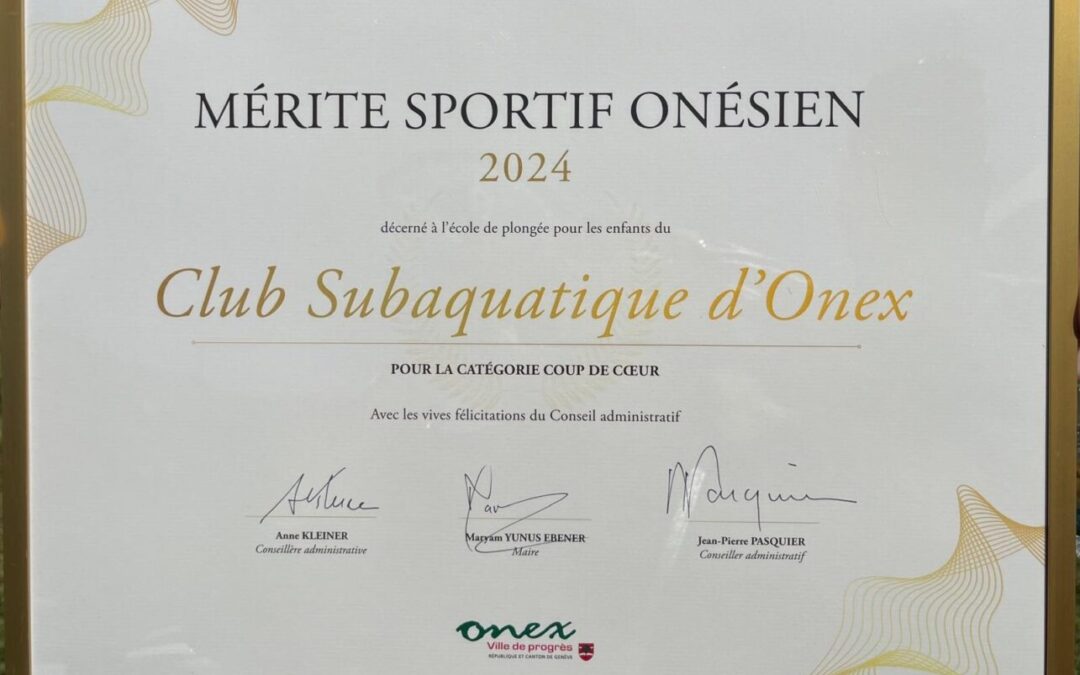 MÉRITE SPORTIF ONÉSIEN
2024
décerné à l'école de plongée pour les enfants du
Club Subaquatique d'Onex
POUR LA CATÉGORIE COUP DE CŒUR
Avec les vives félicitations du Conseil administratif
Anne KLEINER
Conseillère administrative
Maryam YUNUS EBENER
Maire
Jean-Pierre PASQUIER
Conseiller administratif
onex
Ville de progrès
RÉPUBLIQUE ET CANTON DE GENÈVE